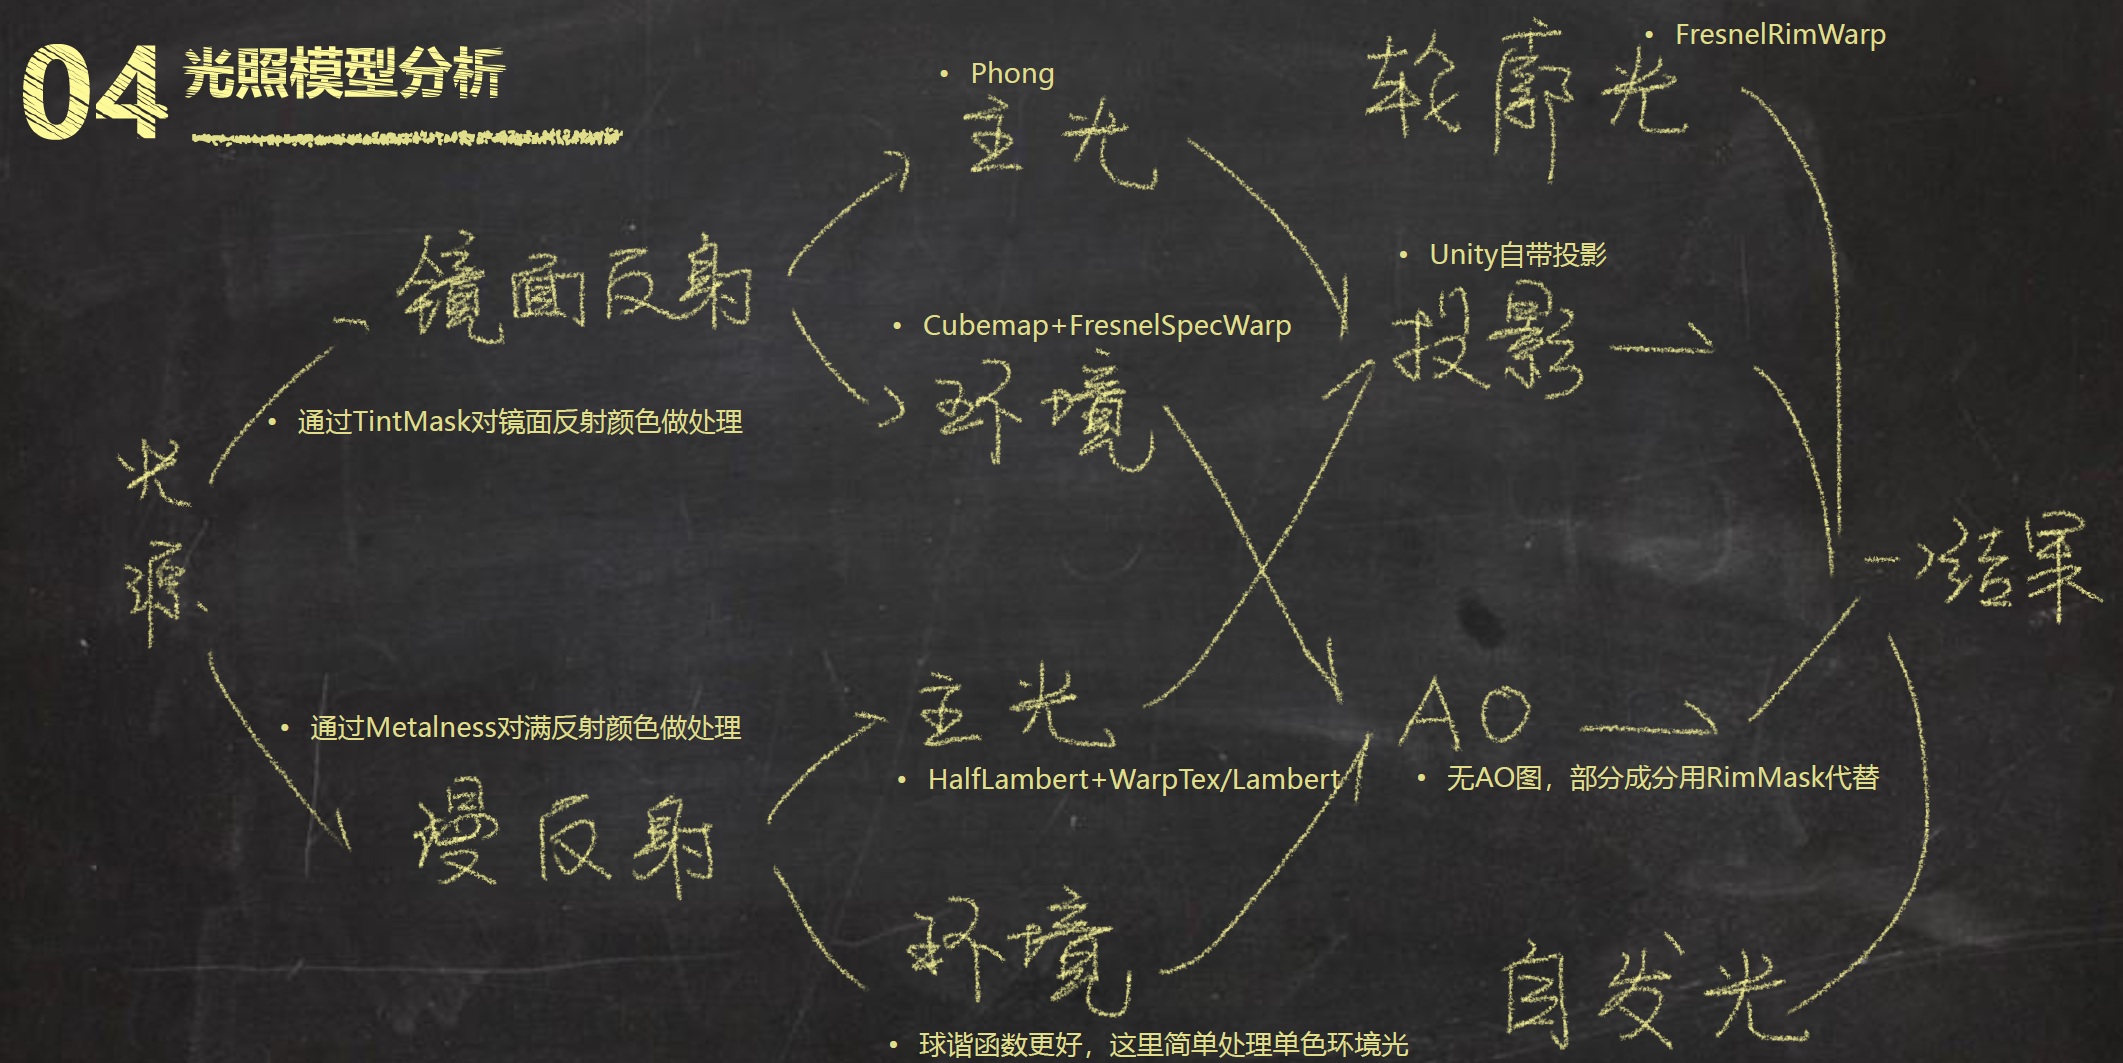 04 光照模型分析
• Phong
主光
轮廓光
• FresnelRimWarp
镜面反射
• 通过TintMask对镜面反射颜色做处理
• Cubemap+FresnelSpecWarp
环境
• Unity自带投影
投影
光源
结果
• 通过Metalness对满反射颜色做处理
漫反射
主光
• HalfLambert+WarpTex/Lambert
AO
• 无AO图，部分成分用RimMask代替
环境
• 球谐函数更好，这里简单处理单色环境光
自发光